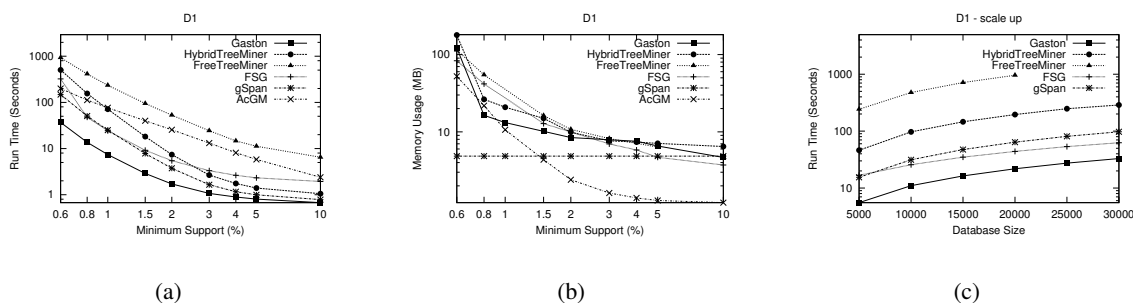 D1
Run Time (Seconds)
1000
100
10
1
0.6 0.8 1 1.5 2 3 4 5 10
Minimum Support (%)
Gaston
HybridTreeMiner
FreeTreeMiner
FSG
gSpan
AcGM
(a)
D1
Memory Usage (MB)
100
10
0.6 0.8 1 1.5 2 3 4 5 10
Minimum Support (%)
Gaston
HybridTreeMiner
FreeTreeMiner
FSG
gSpan
AcGM
(b)
D1 - scale up
Run Time (Seconds)
1000
100
10
5000 10000 15000 20000 25000 30000
Database Size
Gaston
HybridTreeMiner
FreeTreeMiner
FSG
gSpan
(c)